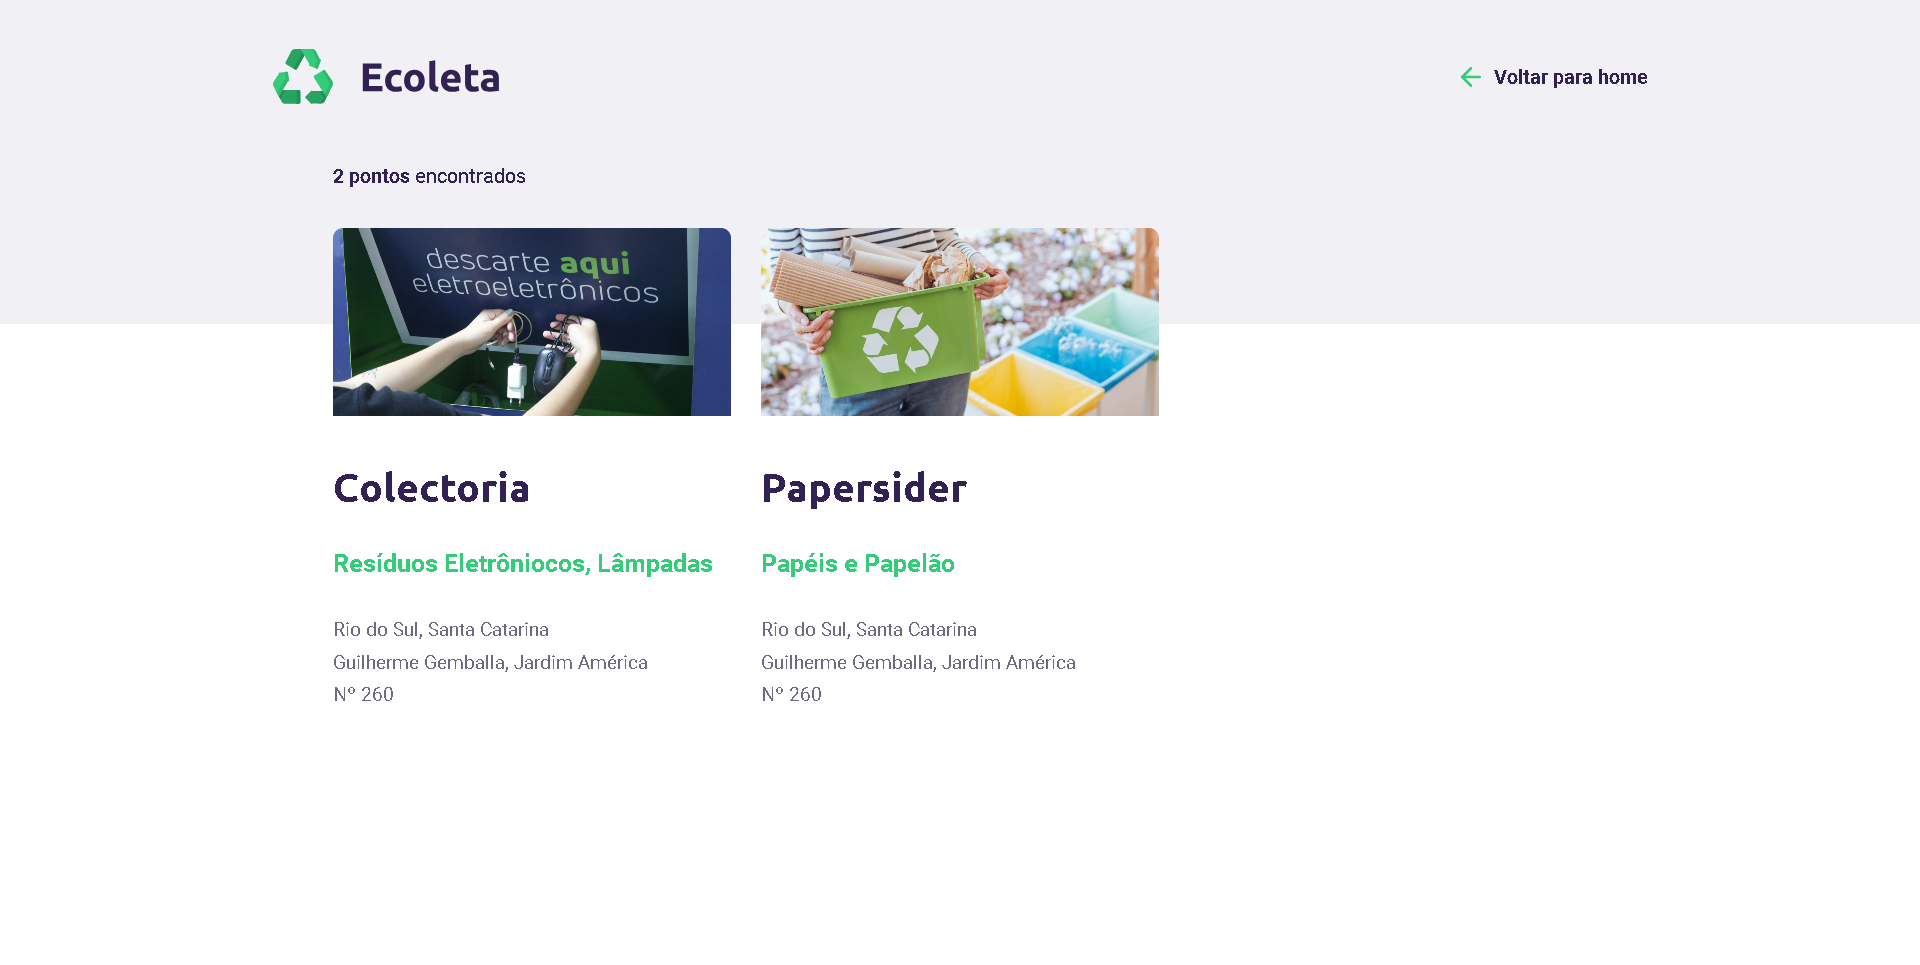 Ecoleta
Voltar para home
2 pontos encontrados
descarte aqui
eletroeletrônicos
Colectoria
Resíduos Eletrôniocos, Lâmpadas
Rio do Sul, Santa Catarina
Guilherme Gemballa, Jardim América
Nº 260
Papersider
Papéis e Papelão
Rio do Sul, Santa Catarina
Guilherme Gemballa, Jardim América
Nº 260